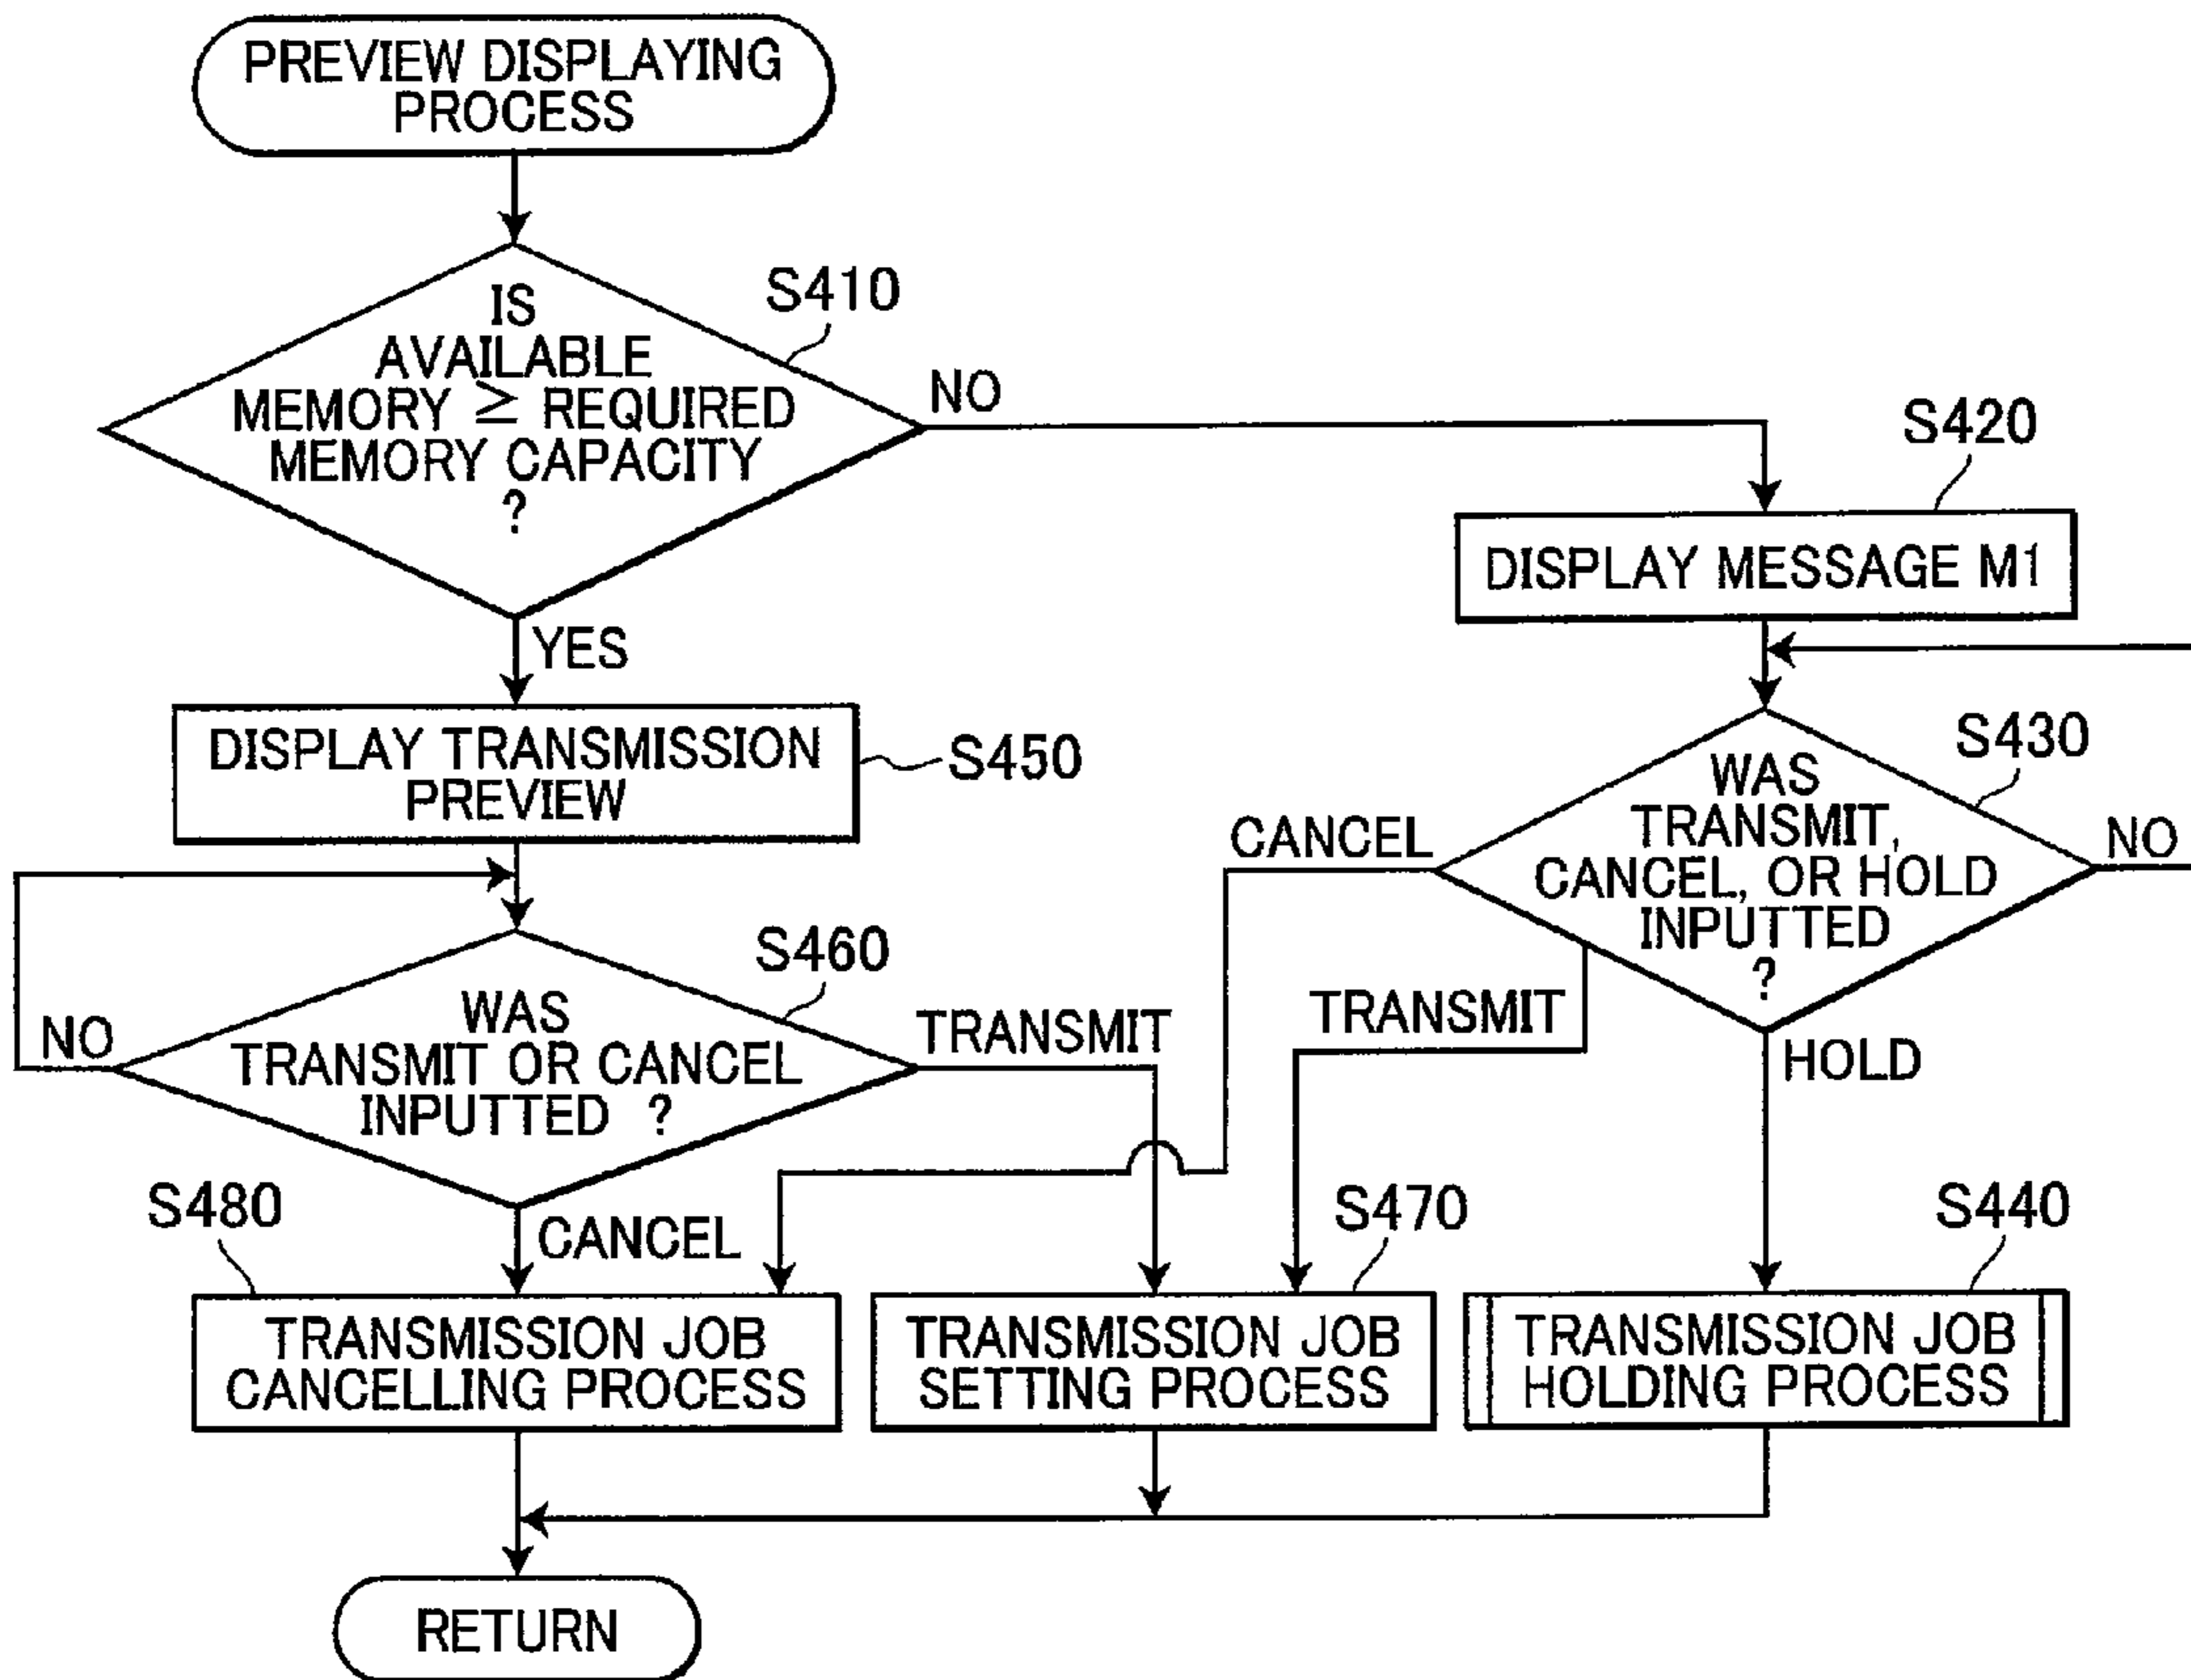 PREVIEW DISPLAYING
PROCESS
IS
AVAILABLE
MEMORY ≧ REQUIRED
MEMORY CAPACITY
?
S410
NO
YES
S420
DISPLAY MESSAGE M1
DISPLAY TRANSMISSION
PREVIEW
S450
WAS
TRANSMIT,
CANCEL, OR HOLD
INPUTTED
?
S430
NO
CANCEL
TRANSMIT
HOLD
WAS
TRANSMIT OR CANCEL
INPUTTED ?
S460
NO
TRANSMIT
CANCEL
S480
TRANSMISSION JOB
CANCELLING PROCESS
S470
TRANSMISSION JOB
SETTING PROCESS
S440
TRANSMISSION JOB
HOLDING PROCESS
RETURN